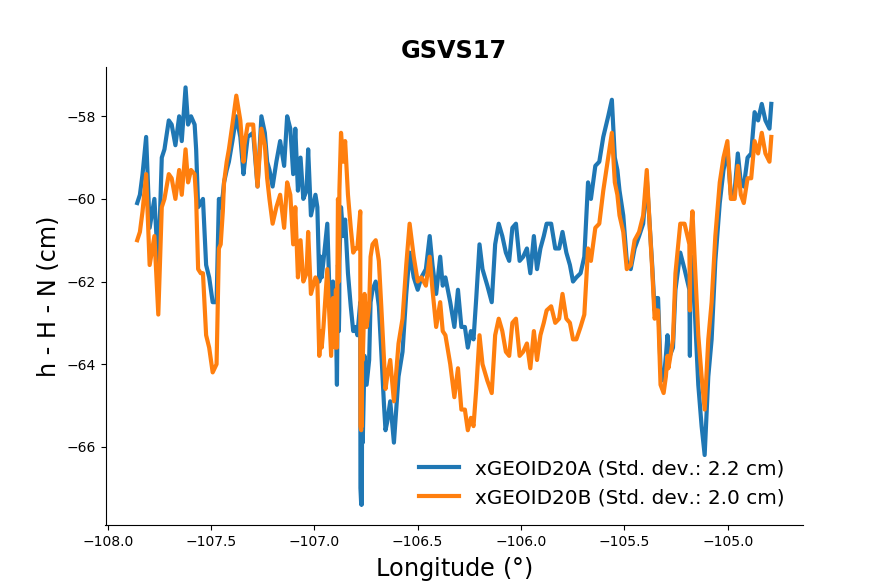 GSVS17
h - H - N (cm)
−58
−60
−62
−64
−66
xGEOID20A (Std. dev.: 2.2 cm)
xGEOID20B (Std. dev.: 2.0 cm)
−108.0 −107.5 −107.0 −106.5 −106.0 −105.5 −105.0
Longitude (°)